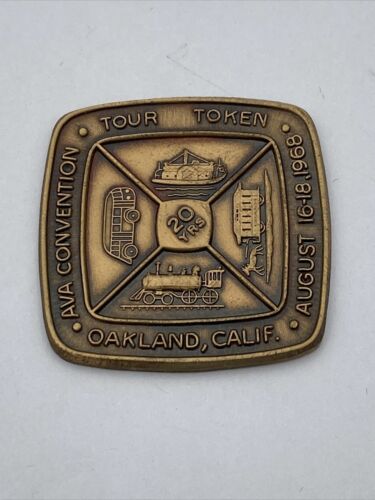 TOUR TOKEN
AUGUST 16-18, 1968
OAKLAND, CALIF.
AVA CONVENTION
20
YRS